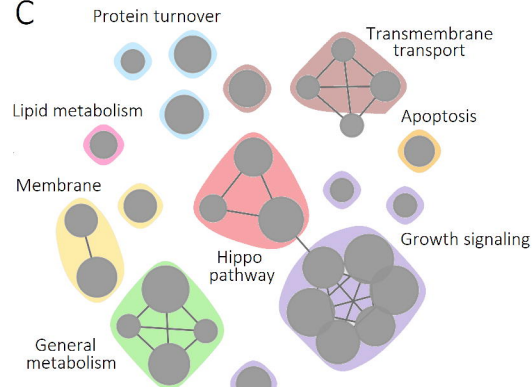 C
Protein turnover
Transmembrane
transport
Lipid metabolism
Apoptosis
Membrane
Growth signaling
Hippo
pathway
General
metabolism